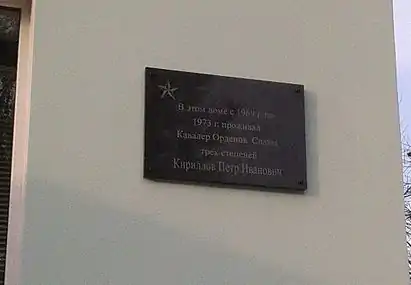 В этом доме с 1969 г. по
1973 г. проживал
Кавалер Орденов Славы
трех степеней
Кириллов Петр Иванович